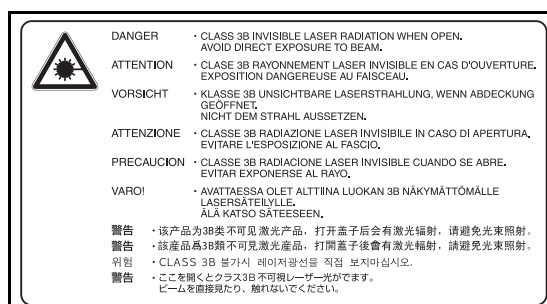 DANGER ・CLASS 3B INVISIBLE LASER RADIATION WHEN OPEN.
AVOID DIRECT EXPOSURE TO BEAM.
ATTENTION ・CLASE 3B RAYONNEMENT LASER INVISIBLE EN CAS D'OUVERTURE.
EXPOSITION DANGEREUSE AU FAISCEAU.
VORSICHT ・KLASSE 3B UNSICHTBARE LASERSTRAHLUNG, WENN ABDECKUNG
GEÖFFNET.
NICHT DEM STRAHL AUSSETZEN.
ATTENZIONE ・CLASSE 3B RADIAZIONE LASER INVISIBLE IN CASO DI APERTURA.
EVITARE L'ESPOSIZIONE AL FASCIO.
PRECAUCION ・CLASSE 3B RADIACIONE LASER INVISIBLE CUANDO SE ABRE.
EVITAR EXPONERSE AL RAYO.
VARO! ・AVATTAESSA OLET ALTTIINA LUOKAN 3B NÄKYMÄTTÖMÄLLE
LASERSÄTEILYLLE.
ÄLÄ KATSO SÄTEESEEN.
警告 ・该产品为3B类不可见激光产品，打开盖子后会有激光辐射，请避免光束照射。
警告 ・該産品爲3B類不可見激光産品，打開蓋子後會有激光輻射，請避免光束照射。
위험 ・CLASS 3B 불가시 레이저광선을 직접 보지마십시오.
警告 ・ここを開くとクラス3B不可視レーザー光がでます。
ビームを直接見たり、触れないでください。